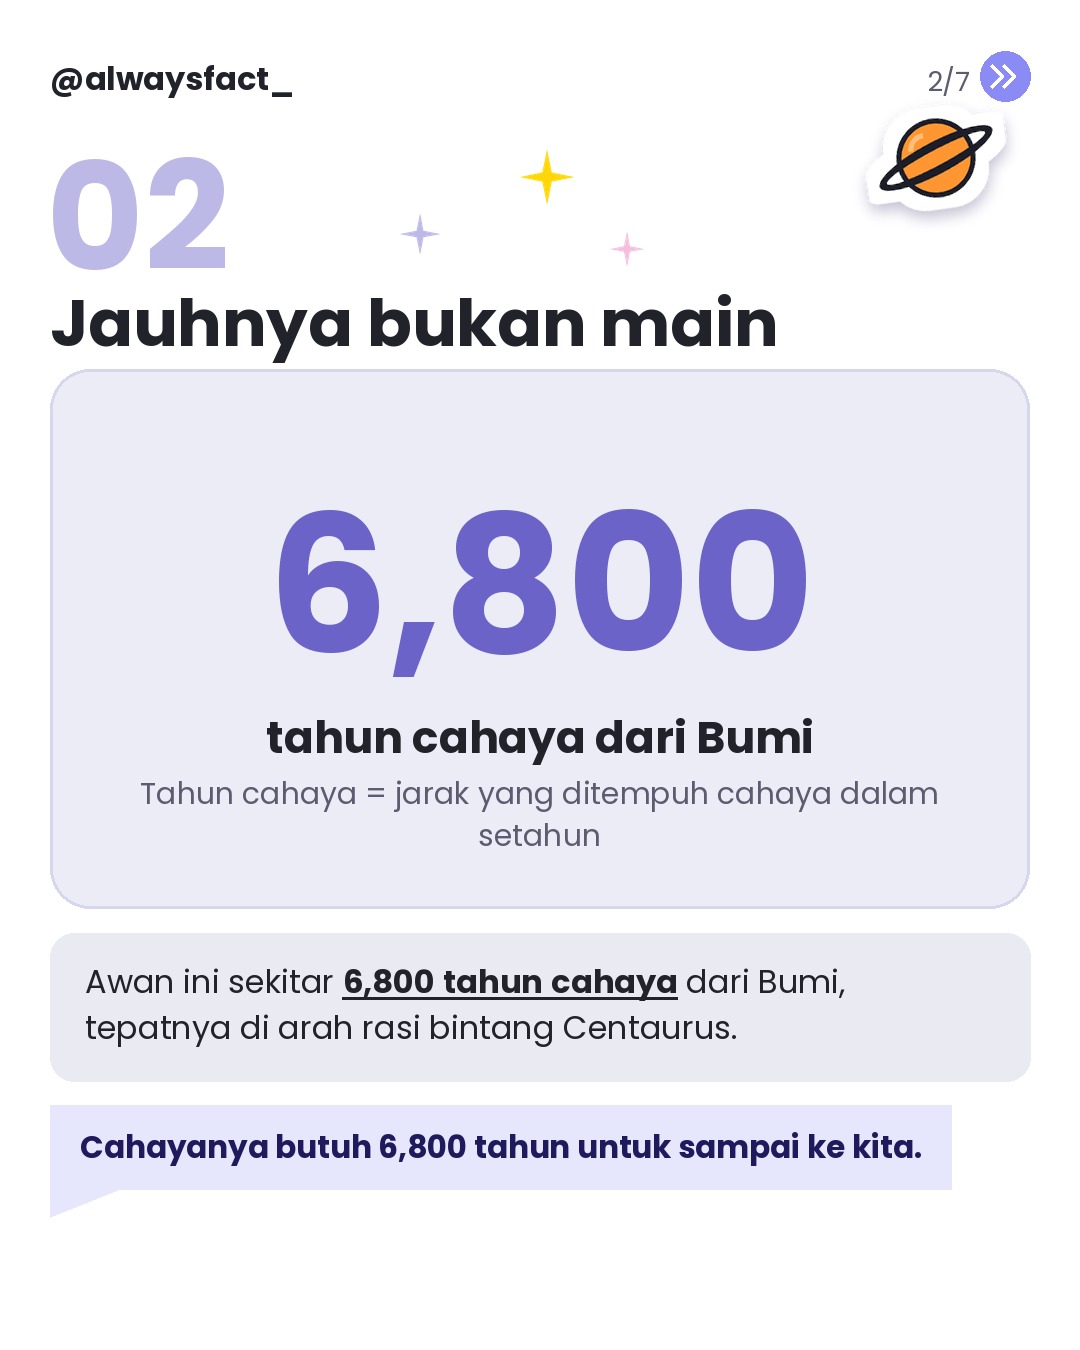 @alwaysfact_
2/7
02
Jauhnya bukan main
6,800
tahun cahaya dari Bumi
Tahun cahaya = jarak yang ditempuh cahaya dalam
setahun
Awan ini sekitar 6,800 tahun cahaya dari Bumi,
tepatnya di arah rasi bintang Centaurus.
Cahayanya butuh 6,800 tahun untuk sampai ke kita.